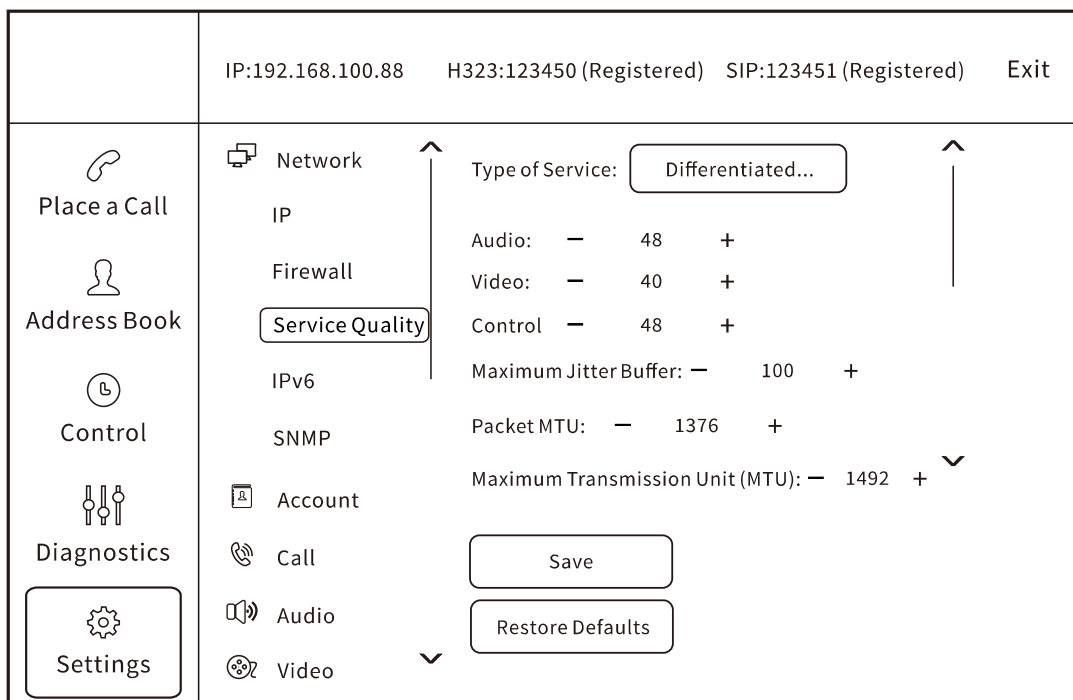 IP:192.168.100.88 H323:123450 (Registered) SIP:123451 (Registered) Exit
Place a Call
Address Book
Control
Diagnostics
Settings
Network
IP
Firewall
Service Quality
IPv6
SNMP
Account
Call
Audio
Video
Type of Service: Differentiated...
Audio: − 48 +
Video: − 40 +
Control − 48 +
Maximum Jitter Buffer: − 100 +
Packet MTU: − 1376 +
Maximum Transmission Unit (MTU): − 1492 +
Save
Restore Defaults